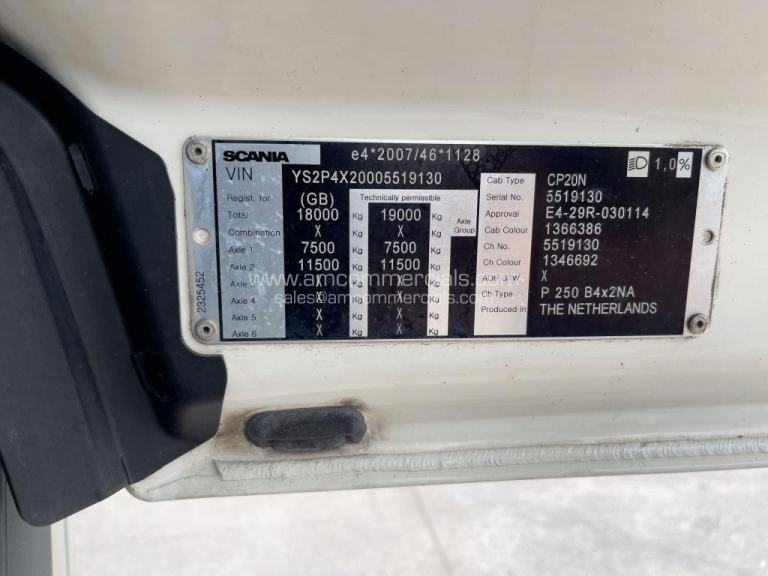 SCANIA e4*2007/46*1128 1,0%
VIN YS2P4X20005519130
Regist. for (GB) Technically permissible
Total 18000 Kg 19000 Kg Axle Group
Combination X Kg X Kg
Axle 1 7500 Kg 7500 Kg
Axle 2 11500 Kg 11500 Kg
Axle 3 X Kg X Kg
Axle 4 X Kg X Kg
Axle 5 X Kg X Kg
Axle 6 X Kg X Kg
Cab Type CP20N
Serial No. 5519130
Approval E4-29R-030114
Cab Colour 1366386
Ch No. 5519130
Ch Colour 1346692
ADR GTW X
Ch Type P 250 B4x2NA
Produced in THE NETHERLANDS
2325452
www.amcommercials.com
sales@amcommercials.com